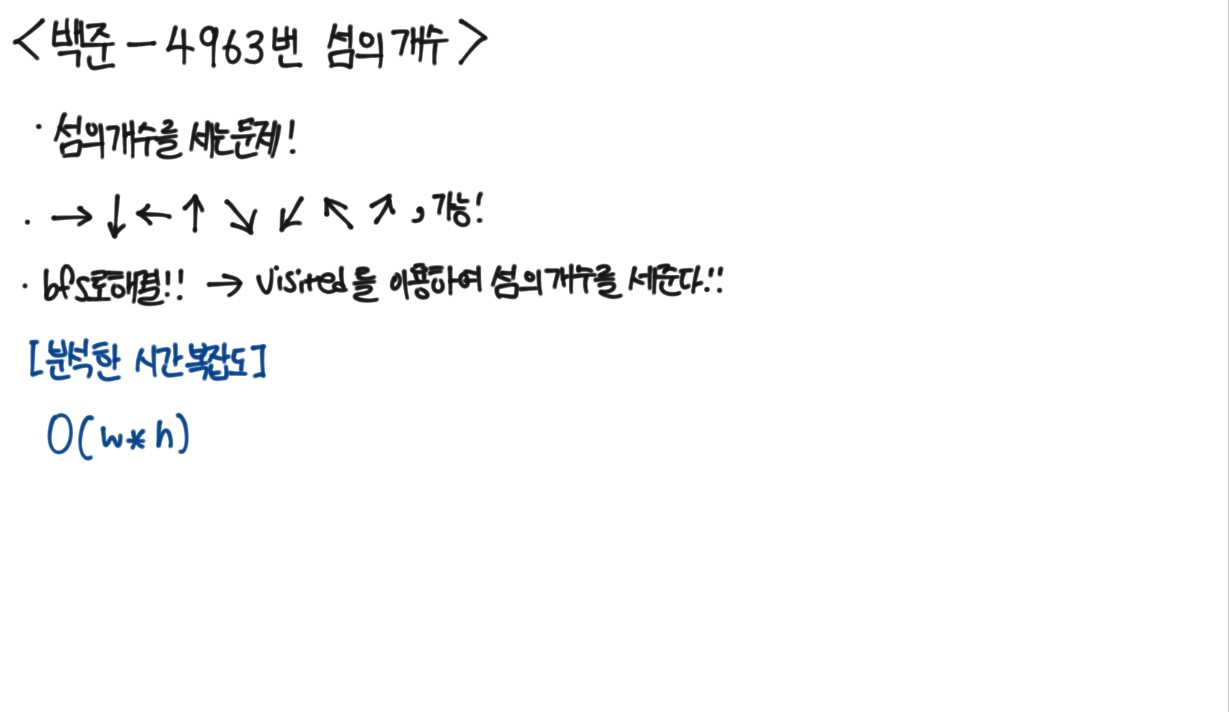 <백준 - 4963번 섬의 개수>
· 섬의 개수를 세는 문제!
· → ↓ ← ↑ ↘ ↙ ↖ ↗ , 가능!
· bfs로 해결!! → visited를 이용하여 섬의 개수를 세준다!!
[분석한 시간복잡도]
O(w*h)